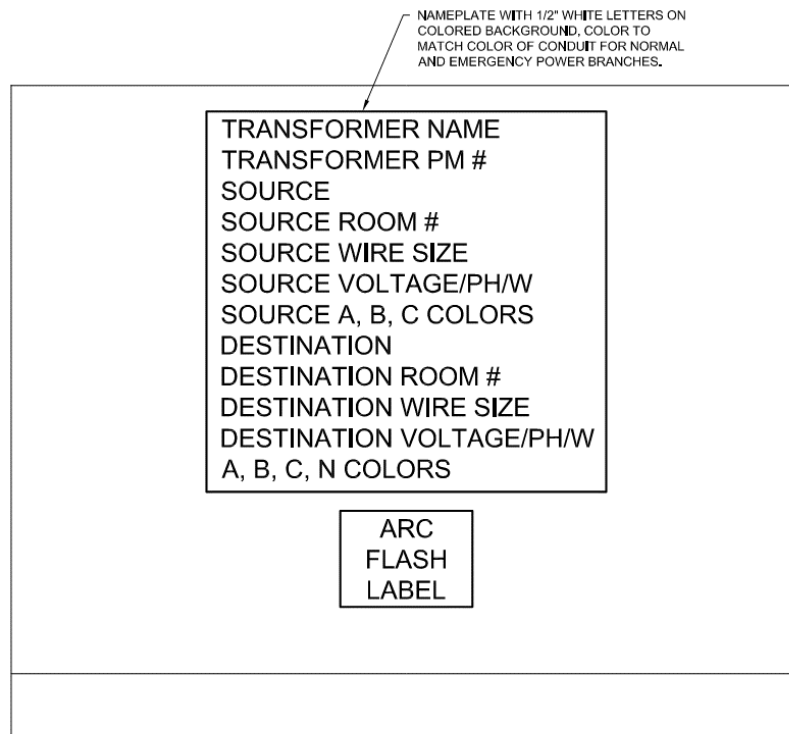 NAMEPLATE WITH 1/2" WHITE LETTERS ON
COLORED BACKGROUND, COLOR TO
MATCH COLOR OF CONDUIT FOR NORMAL
AND EMERGENCY POWER BRANCHES.
TRANSFORMER NAME
TRANSFORMER PM #
SOURCE
SOURCE ROOM #
SOURCE WIRE SIZE
SOURCE VOLTAGE/PH/W
SOURCE A, B, C COLORS
DESTINATION
DESTINATION ROOM #
DESTINATION WIRE SIZE
DESTINATION VOLTAGE/PH/W
A, B, C, N COLORS
ARC
FLASH
LABEL